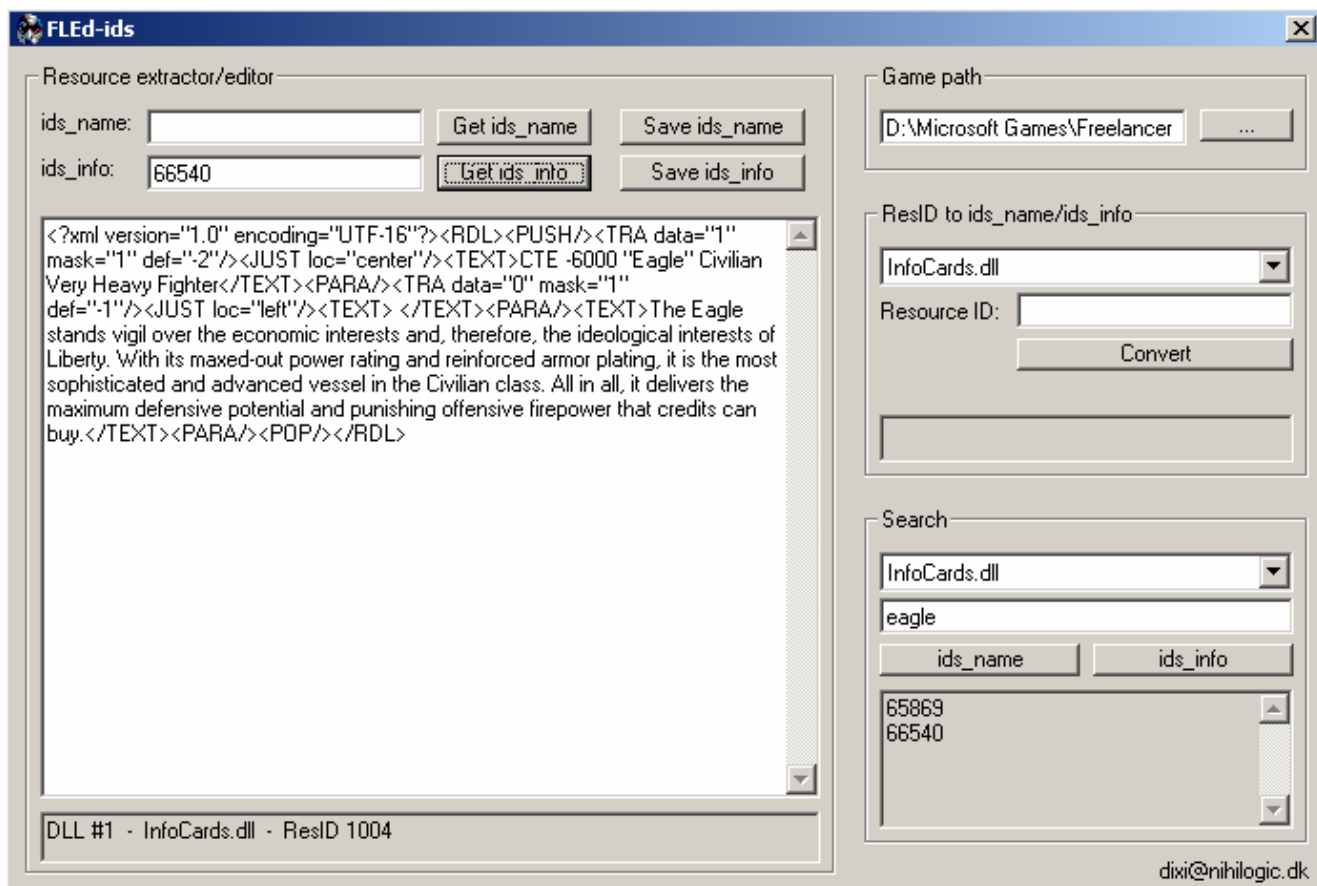 FLEd-ids
Resource extractor/editor
ids_name:
Get ids_name
Save ids_name
ids_info:
66540
Get ids_info
Save ids_info
<?xml version="1.0" encoding="UTF-16"?><RDL><PUSH/><TRA data="1"
mask="1" def="-2"/><JUST loc="center"/><TEXT>CTE -6000 "Eagle" Civilian
Very Heavy Fighter</TEXT><PARA/><TRA data="0" mask="1"
def="-1"/><JUST loc="left"/><TEXT> </TEXT><PARA/><TEXT>The Eagle
stands vigil over the economic interests and, therefore, the ideological interests of
Liberty. With its maxed-out power rating and reinforced armor plating, it is the most
sophisticated and advanced vessel in the Civilian class. All in all, it delivers the
maximum defensive potential and punishing offensive firepower that credits can
buy.</TEXT><PARA/><POP/></RDL>
DLL #1 - InfoCards.dll - ResID 1004
Game path
D:\Microsoft Games\Freelancer
...
ResID to ids_name/ids_info
InfoCards.dll
Resource ID:
Convert
Search
InfoCards.dll
eagle
ids_name
ids_info
65869
66540
dixi@nihilogic.dk